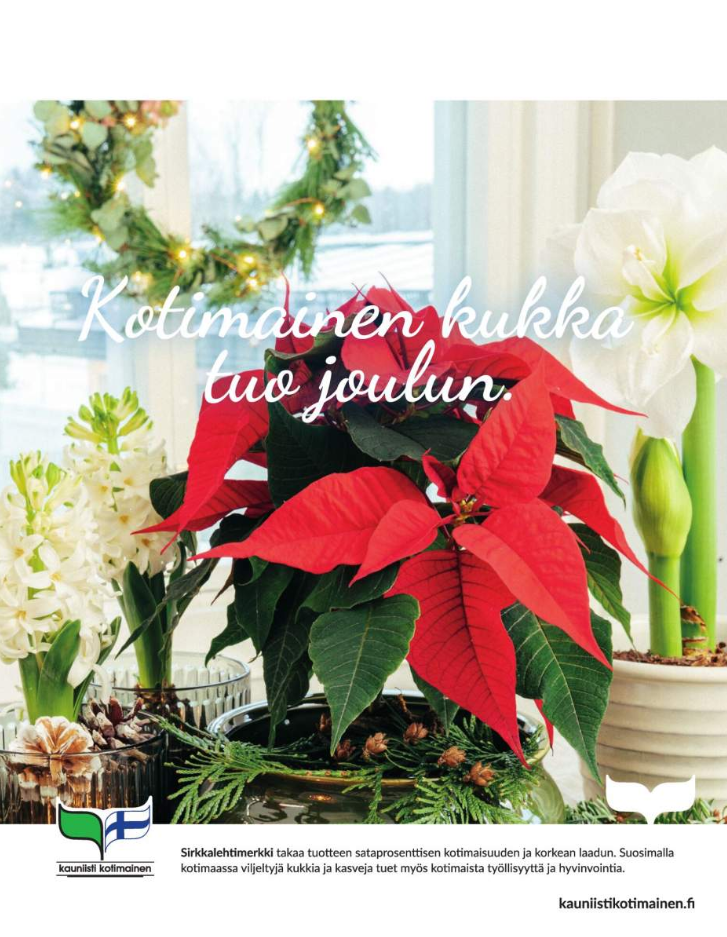 Kotimainen kukka
tuo joulun.
kauniisti kotimainen
Sirkkalehtimerkki takaa tuotteen sataprosenttisen kotimaisuuden ja korkean laadun. Suosimalla
kotimaassa viljeltyjä kukkia ja kasveja tuet myös kotimaista työllisyyttä ja hyvinvointia.
kauniistikotimainen.fi